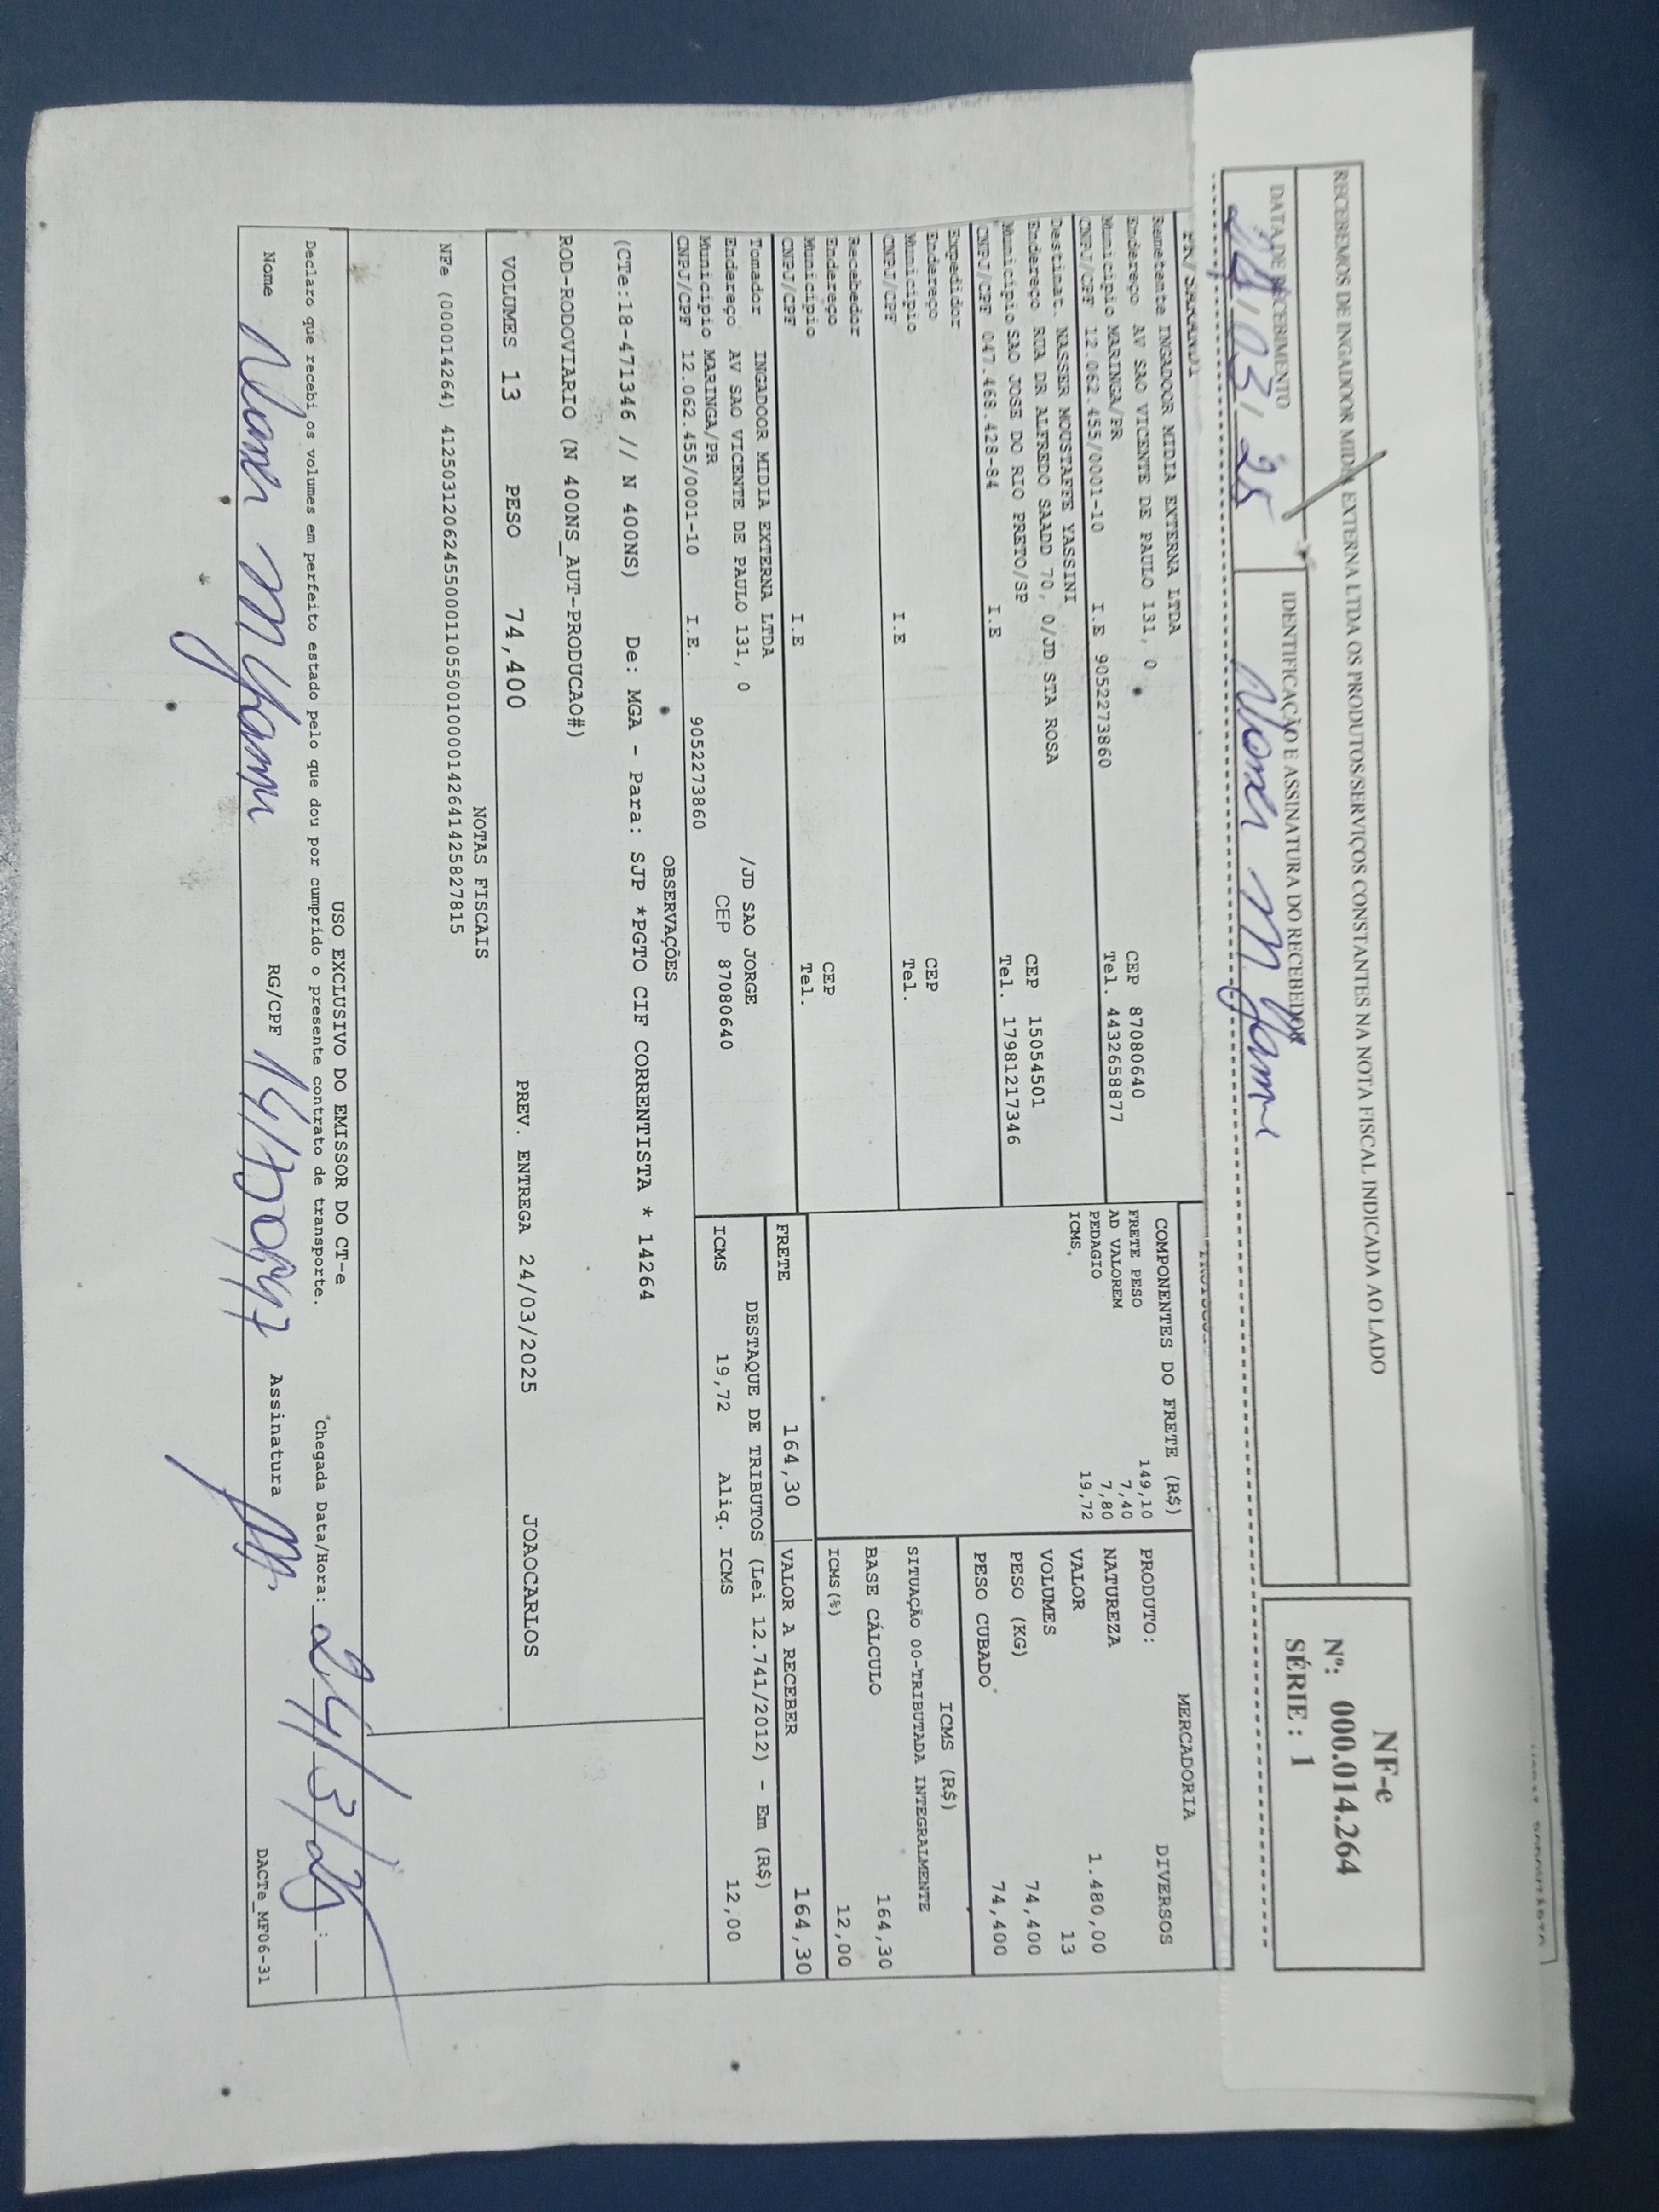 RECEBEMOS DE INGADOOR MIDIA EXTERNA LTDA OS PRODUTOS/SERVIÇOS CONSTANTES NA NOTA FISCAL INDICADA AO LADO
NF-e
Nº: 000.014.264
SÉRIE : 1
DATA DE RECEBIMENTO
IDENTIFICAÇÃO E ASSINATURA DO RECEBEDOR
24,03,25
Remetente INGADOOR MIDIA EXTERNA LTDA
Endereço AV SAO VICENTE DE PAULO 131, 0
CEP 87080640
Municipio MARINGA/PR
Tel. 4432658877
CNPJ/CPF 12.062.455/0001-10 I.E 9052273860
Destinat. NASSER MOUSTAFFE YASSINI
Endereço RUA DR ALFREDO SAADD 70, 0/JD STA ROSA
CEP 15054501
Municipio SAO JOSE DO RIO PRETO/SP
Tel. 17981217346
CNPJ/CPF 047.468.428-84 I.E
Expedidor
Endereço
CEP
Municipio
Tel.
CNPJ/CPF I.E
Recebedor
Endereço
CEP
Municipio
Tel.
CNPJ/CPF I.E
Tomador INGADOOR MIDIA EXTERNA LTDA
Endereço AV SAO VICENTE DE PAULO 131, 0 /JD SAO JORGE
Municipio MARINGA/PR CEP 87080640
CNPJ/CPF 12.062.455/0001-10 I.E. 9052273860
COMPONENTES DO FRETE (R$)
FRETE PESO 149,10
AD VALOREM 7,40
PEDAGIO 7,80
ICMS 19,72
MERCADORIA
PRODUTO: DIVERSOS
NATUREZA
VALOR 1.480,00
VOLUMES 13
PESO (KG) 74,400
PESO CUBADO 74,400
ICMS (R$)
SITUAÇÃO 00-TRIBUTADA INTEGRALMENTE
BASE CÁLCULO 164,30
ICMS(%) 12,00
FRETE 164,30 VALOR A RECEBER 164,30
DESTAQUE DE TRIBUTOS (Lei 12.741/2012) - Em (R$)
ICMS 19,72 Aliq. ICMS 12,00
OBSERVAÇÕES
(CTe:18-471346 // N 400NS) De: MGA - Para: SJP *PGTO CIF CORRENTISTA * 14264
ROD-RODOVIARIO (N 400NS_AUT-PRODUCAO#)
VOLUMES 13 PESO 74,400 PREV. ENTREGA 24/03/2025 JOAOCARLOS
NOTAS FISCAIS
NFe (000014264) 41250312062455000110550010000142641425827815
USO EXCLUSIVO DO EMISSOR DO CT-e
Declaro que recebi os volumes em perfeito estado pelo que dou por cumprido o presente contrato de transporte. Chegada Data/Hora: 24/3/25 :
Nome RG/CPF Assinatura
DACTe_MF06-31